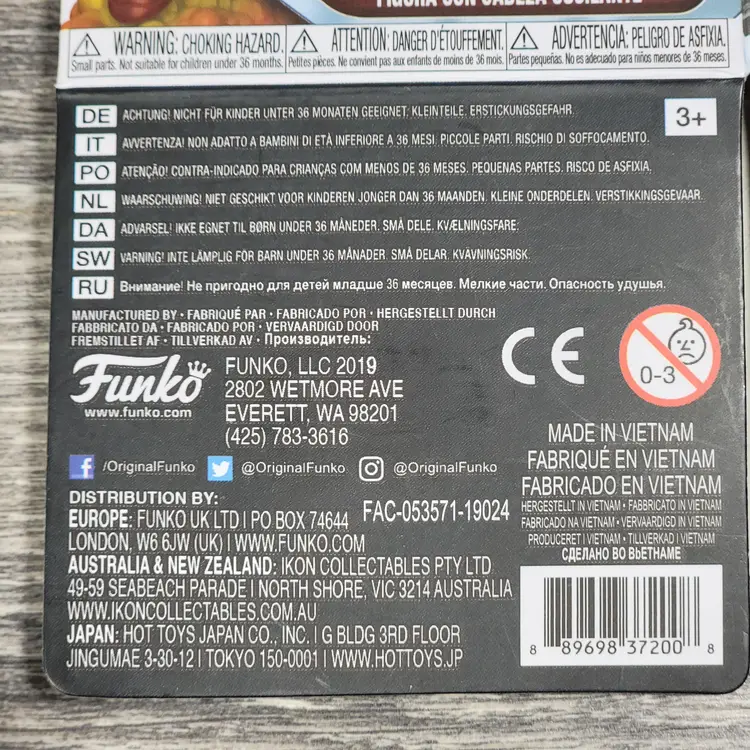 FIGURA CON CABEZA OSCILANTE
WARNING: CHOKING HAZARD.
Small parts. Not suitable for children under 36 months.
ATTENTION: DANGER D'ÉTOUFFEMENT.
Petites pièces. Ne convient pas aux enfants de moins de 36 mois.
ADVERTENCIA: PELIGRO DE ASFIXIA.
Partes pequeñas. No es adecuado para niños menores de 36 meses.
3+
DE ACHTUNG! NICHT FÜR KINDER UNTER 36 MONATEN GEEIGNET. KLEINTEILE. ERSTICKUNGSGEFAHR.
IT AVVERTENZA! NON ADATTO A BAMBINI DI ETÀ INFERIORE A 36 MESI. PICCOLE PARTI. RISCHIO DI SOFFOCAMENTO.
PO ATENÇÃO! CONTRA-INDICADO PARA CRIANÇAS COM MENOS DE 36 MESES. PEQUENAS PARTES. RISCO DE ASFIXIA.
NL WAARSCHUWING! NIET GESCHIKT VOOR KINDEREN JONGER DAN 36 MAANDEN. KLEINE ONDERDELEN. VERSTIKKINGSGEVAAR.
DA ADVARSEL! IKKE EGNET TIL BØRN UNDER 36 MÅNEDER. SMÅ DELE. KVÆLNINGSFARE.
SW VARNING! INTE LÄMPLIG FÖR BARN UNDER 36 MÅNADER. SMÅ DELAR. KVÄVNINGSRISK.
RU Внимание! Не пригодно для детей младше 36 месяцев. Мелкие части. Опасность удушья.
MANUFACTURED BY • FABRIQUÉ PAR • FABRICADO POR • HERGESTELLT DURCH
FABBRICATO DA • FABRICADO POR • VERVAARDIGD DOOR
FREMSTILLET AF • TILLVERKAD AV • Производитель:
Funko
www.funko.com
FUNKO, LLC 2019
2802 WETMORE AVE
EVERETT, WA 98201
(425) 783-3616
CE
0-3
/OriginalFunko @OriginalFunko @OriginalFunko
MADE IN VIETNAM
FABRIQUÉ EN VIETNAM
FABRICADO EN VIETNAM
HERGESTELLT IN VIETNAM • FABBRICATO IN VIETNAM
FABRICADO NA VIETNAM • VERVAARDIGD IN VIETNAM
PRODUCERET I VIETNAM • TILLVERKAD I VIETNAM
СДЕЛАНО ВО ВЬЕТНАМЕ
DISTRIBUTION BY:
EUROPE: FUNKO UK LTD | PO BOX 74644
LONDON, W6 6JW (UK) | WWW.FUNKO.COM
FAC-053571-19024
AUSTRALIA & NEW ZEALAND: IKON COLLECTABLES PTY LTD
49-59 SEABEACH PARADE | NORTH SHORE, VIC 3214 AUSTRALIA
WWW.IKONCOLLECTABLES.COM.AU
JAPAN: HOT TOYS JAPAN CO., INC. | G BLDG 3RD FLOOR
JINGUMAE 3-30-12 | TOKYO 150-0001 | WWW.HOTTOYS.JP
8 89698 37200 8